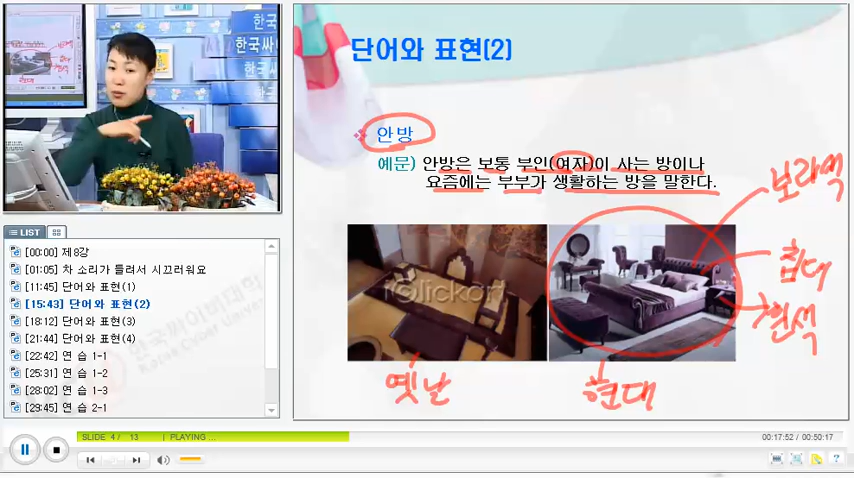 한국
한국싸이
단어와 표현(2)
안방
예문) 안방은 보통 부인(여자)이 사는 방이나
요즘에는 부부가 생활하는 방을 말한다.
보라색
침대
흰색
옛날
현대
LIST
[00:00] 제8강
[01:05] 차 소리가 들려서 시끄러워요
[11:45] 단어와 표현(1)
[15:43] 단어와 표현(2)
[18:12] 단어와 표현(3)
[21:44] 단어와 표현(4)
[22:42] 연 습 1-1
[25:31] 연 습 1-2
[28:02] 연 습 1-3
[29:45] 연 습 2-1
SLIDE 4 / 13 | PLAYING ...
00:17:52 / 00:50:17